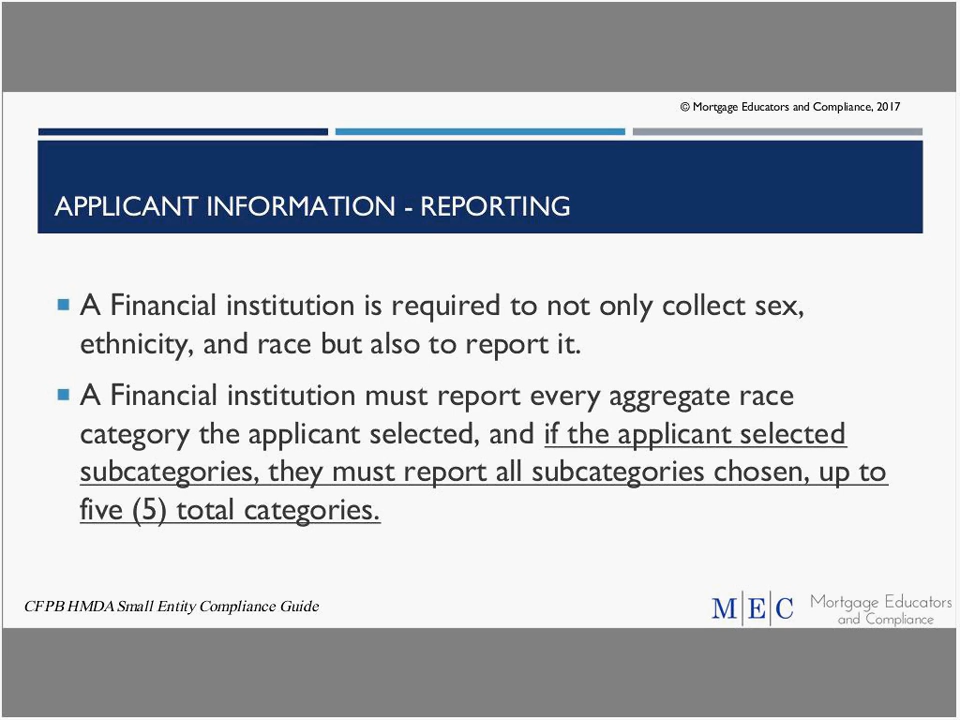 © Mortgage Educators and Compliance, 2017
APPLICANT INFORMATION - REPORTING
A Financial institution is required to not only collect sex,
ethnicity, and race but also to report it.
A Financial institution must report every aggregate race
category the applicant selected, and if the applicant selected
subcategories, they must report all subcategories chosen, up to
five (5) total categories.
CFPB HMDA Small Entity Compliance Guide
M|E|C Mortgage Educators
and Compliance